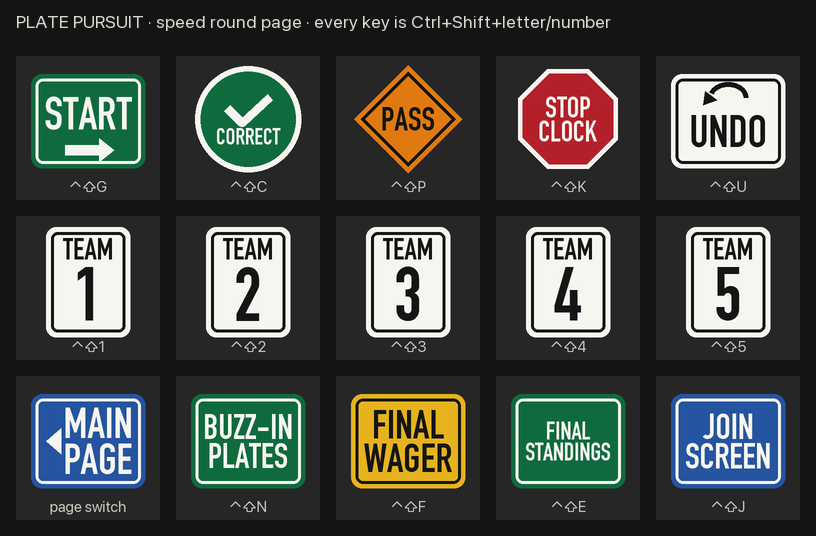 PLATE PURSUIT · speed round page · every key is Ctrl+Shift+letter/number
START
^⇧G
CORRECT
^⇧C
PASS
^⇧P
STOP
CLOCK
^⇧K
UNDO
^⇧U
TEAM
1
^⇧1
TEAM
2
^⇧2
TEAM
3
^⇧3
TEAM
4
^⇧4
TEAM
5
^⇧5
MAIN
PAGE
page switch
BUZZ-IN
PLATES
^⇧N
FINAL
WAGER
^⇧F
FINAL
STANDINGS
^⇧E
JOIN
SCREEN
^⇧J